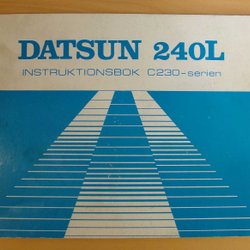 DATSUN 240L
INSTRUKTIONSBOK C230-serien